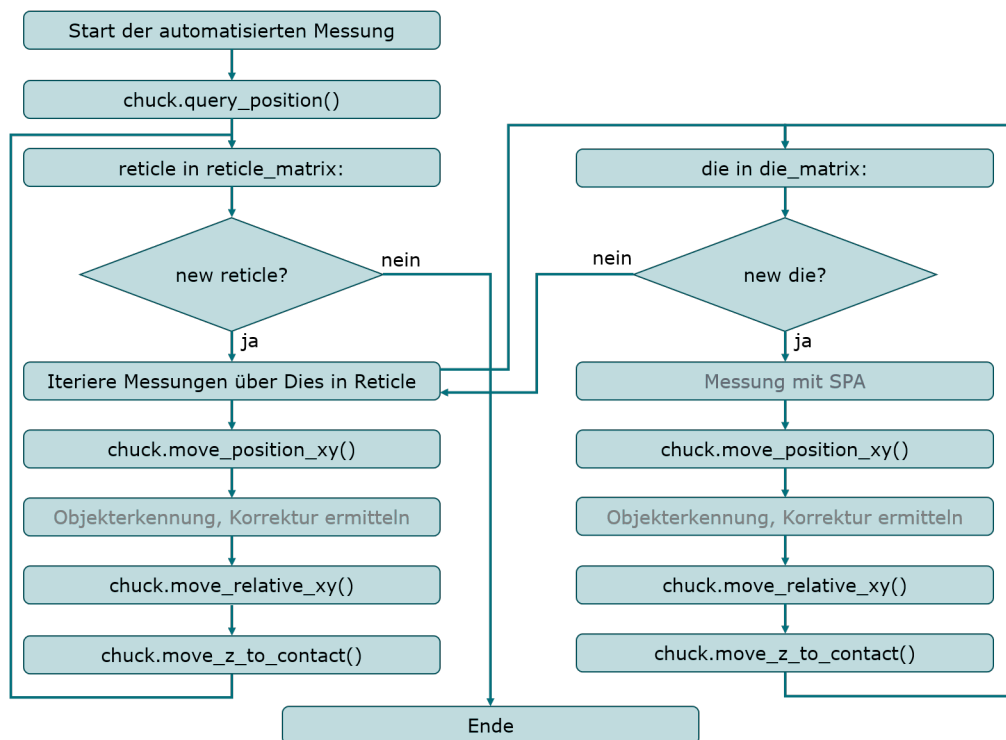 Start der automatisierten Messung
chuck.query_position()
reticle in reticle_matrix:
new reticle?
nein
ja
Iteriere Messungen über Dies in Reticle
chuck.move_position_xy()
Objekterkennung, Korrektur ermitteln
chuck.move_relative_xy()
chuck.move_z_to_contact()
die in die_matrix:
new die?
nein
ja
Messung mit SPA
chuck.move_position_xy()
Objekterkennung, Korrektur ermitteln
chuck.move_relative_xy()
chuck.move_z_to_contact()
Ende